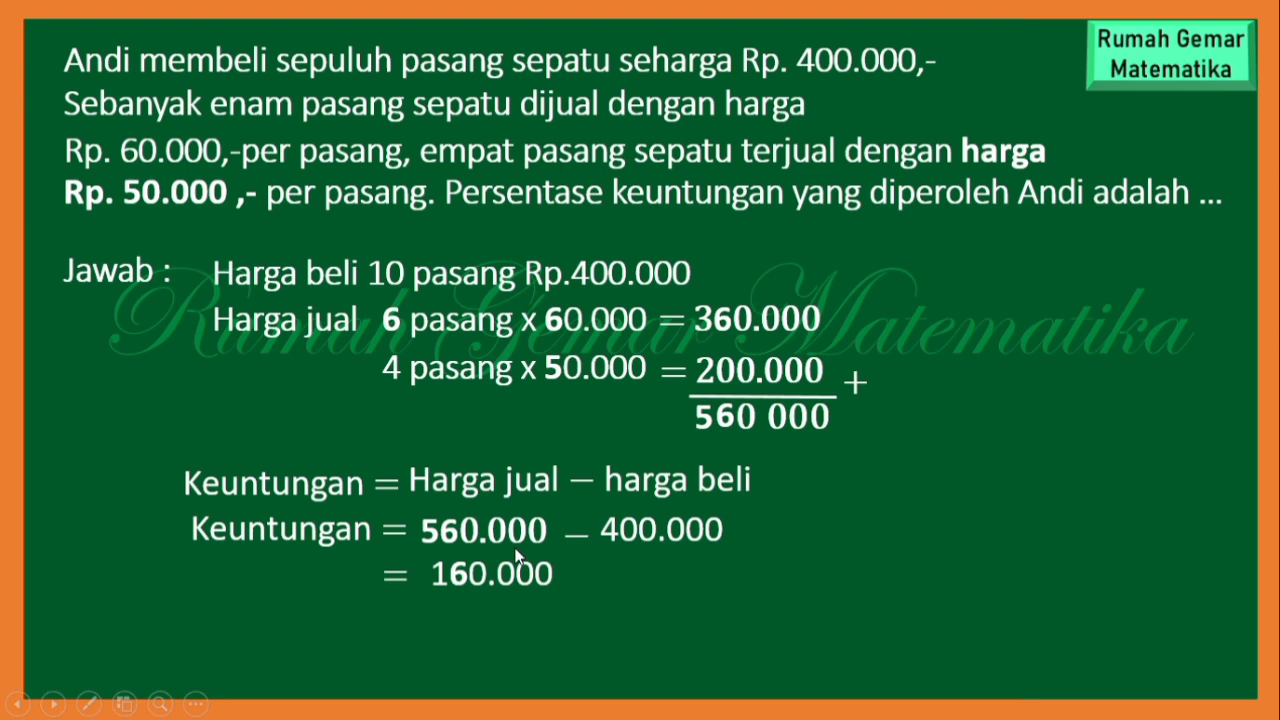 Rumah Gemar
Matematika
Andi membeli sepuluh pasang sepatu seharga Rp. 400.000,-
Sebanyak enam pasang sepatu dijual dengan harga
Rp. 60.000,-per pasang, empat pasang sepatu terjual dengan harga
Rp. 50.000 ,- per pasang. Persentase keuntungan yang diperoleh Andi adalah ...
Jawab : Harga beli 10 pasang Rp.400.000
Harga jual 6 pasang x 60.000 = 360.000
4 pasang x 50.000 = 200.000 +
560 000
Rumah Gemar Matematika
Keuntungan = Harga jual – harga beli
Keuntungan = 560.000 – 400.000
= 160.000